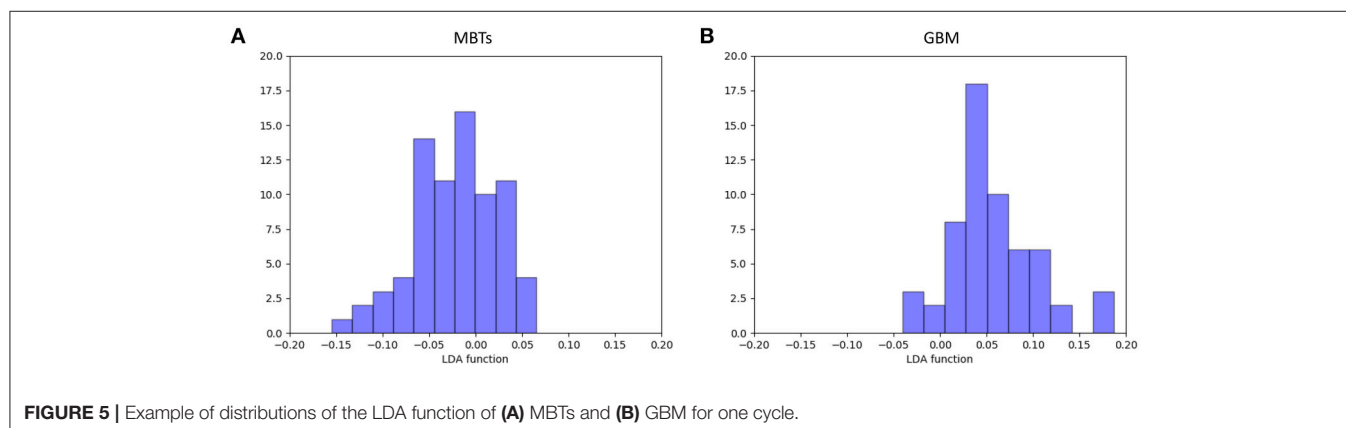 A
MBTs
20.0
17.5
15.0
12.5
10.0
7.5
5.0
2.5
0.0
−0.20 −0.15 −0.10 −0.05 0.00 0.05 0.10 0.15 0.20
LDA function
B
GBM
20.0
17.5
15.0
12.5
10.0
7.5
5.0
2.5
0.0
−0.20 −0.15 −0.10 −0.05 0.00 0.05 0.10 0.15 0.20
LDA function
FIGURE 5 | Example of distributions of the LDA function of (A) MBTs and (B) GBM for one cycle.